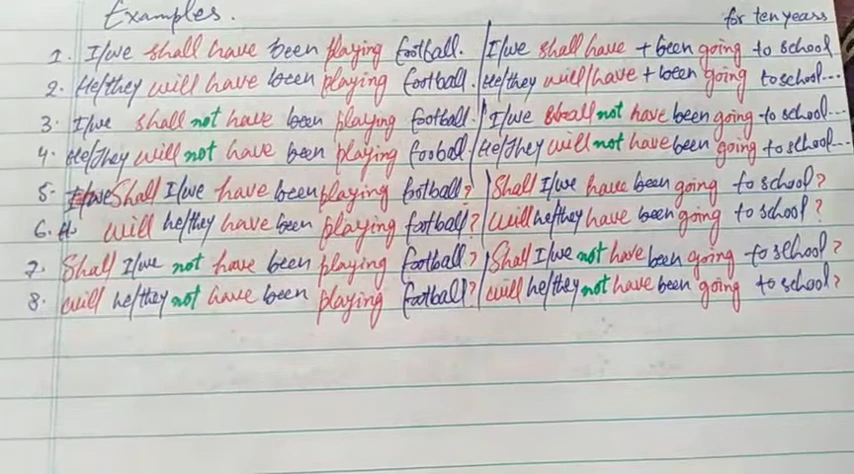 Examples. for ten years
1. I/we shall have been playing football. I/we shall have + been going to school
2. He/they will have been playing football. He/they will/have + been going to school...
3. I/we shall not have been playing football. I/we shall not have been going to school...
4. He/They will not have been playing fooball. He/They will not have been going to school...
5. Shall I/we have been playing football? Shall I/we have been going to school?
6. will he/they have been playing football? will he/they have been going to school?
7. Shall I/we not have been playing football? Shall I/we not have been going to school?
8. will he/they not have been playing football? will he/they not have been going to school?